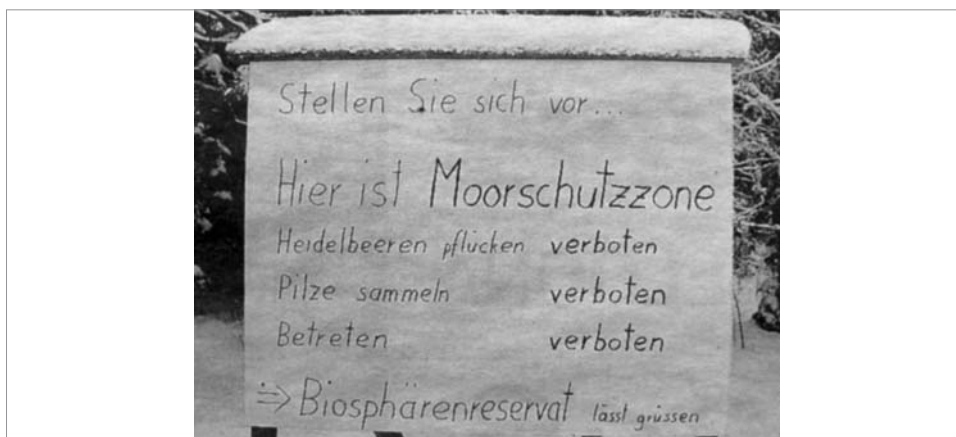 Stellen Sie sich vor...
Hier ist Moorschutzzone
Heidelbeeren pflücken verboten
Pilze sammeln verboten
Betreten verboten
⇒ Biosphärenreservat lässt grüssen